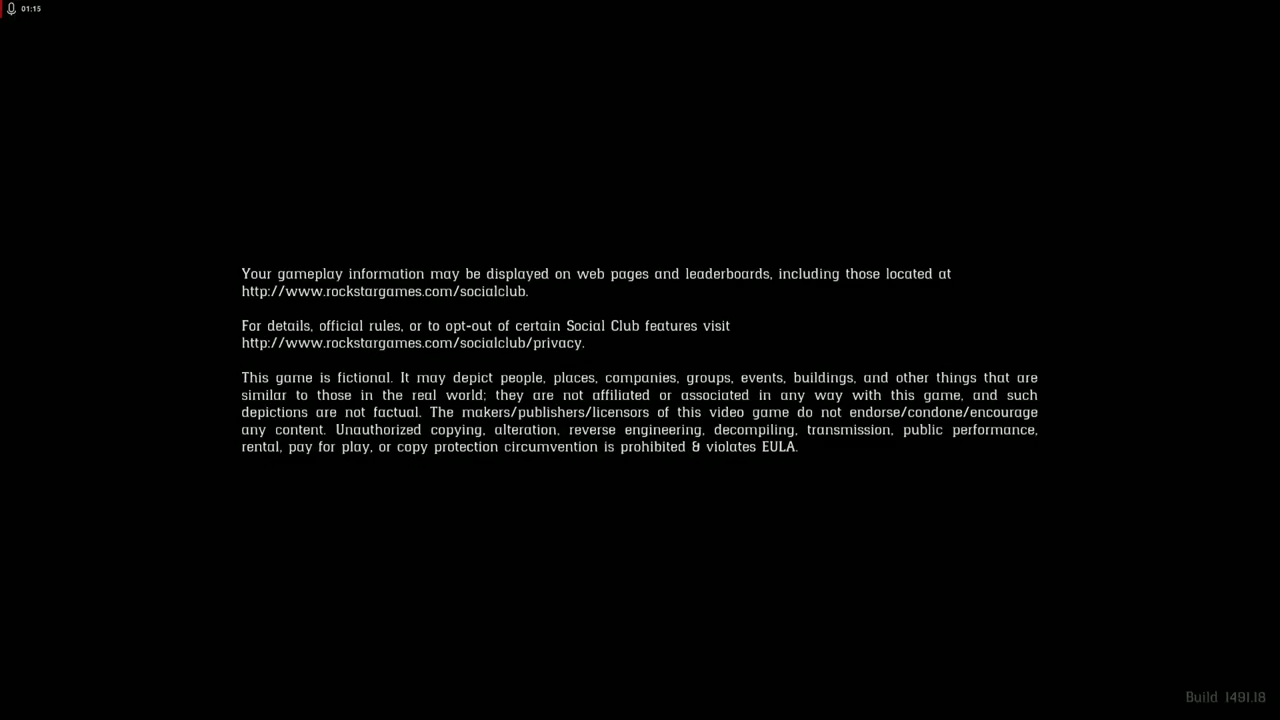 01:15
Your gameplay information may be displayed on web pages and leaderboards, including those located at
http://www.rockstargames.com/socialclub.
For details, official rules, or to opt-out of certain Social Club features visit
http://www.rockstargames.com/socialclub/privacy.
This game is fictional. It may depict people, places, companies, groups, events, buildings, and other things that are
similar to those in the real world; they are not affiliated or associated in any way with this game, and such
depictions are not factual. The makers/publishers/licensors of this video game do not endorse/condone/encourage
any content. Unauthorized copying, alteration, reverse engineering, decompiling, transmission, public performance,
rental, pay for play, or copy protection circumvention is prohibited & violates EULA.
Build 1491.18